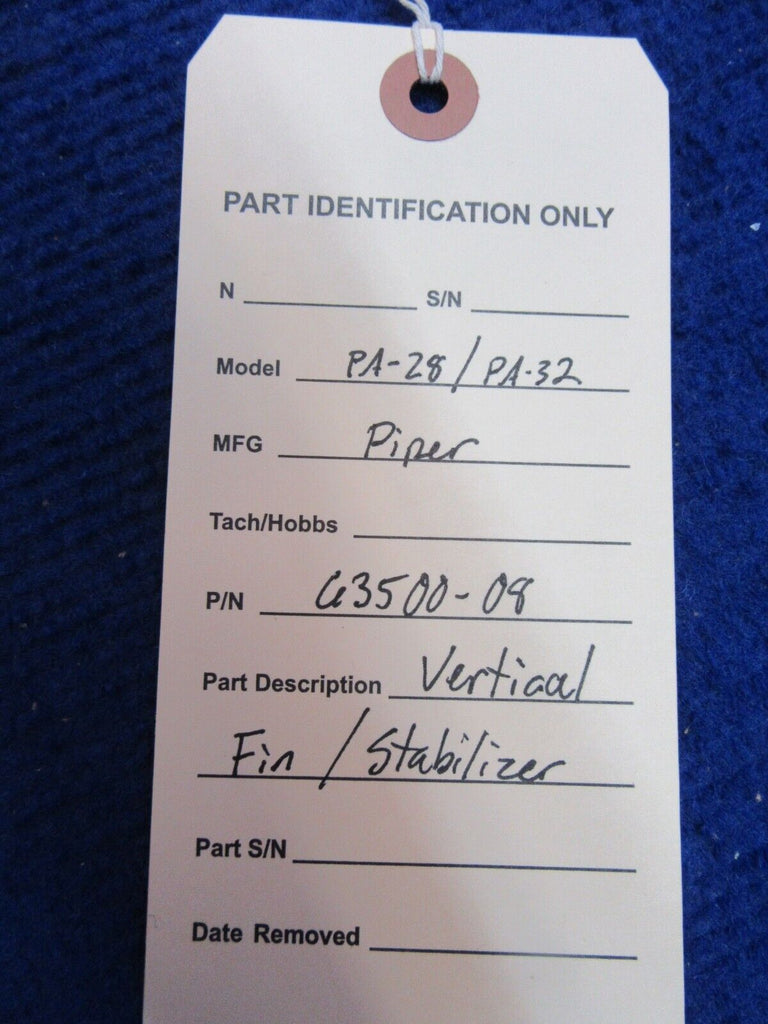 PART IDENTIFICATION ONLY
N S/N
Model PA-28 / PA-32
MFG Piper
Tach/Hobbs
P/N 63500-08
Part Description Vertical
Fin / Stabilizer
Part S/N
Date Removed